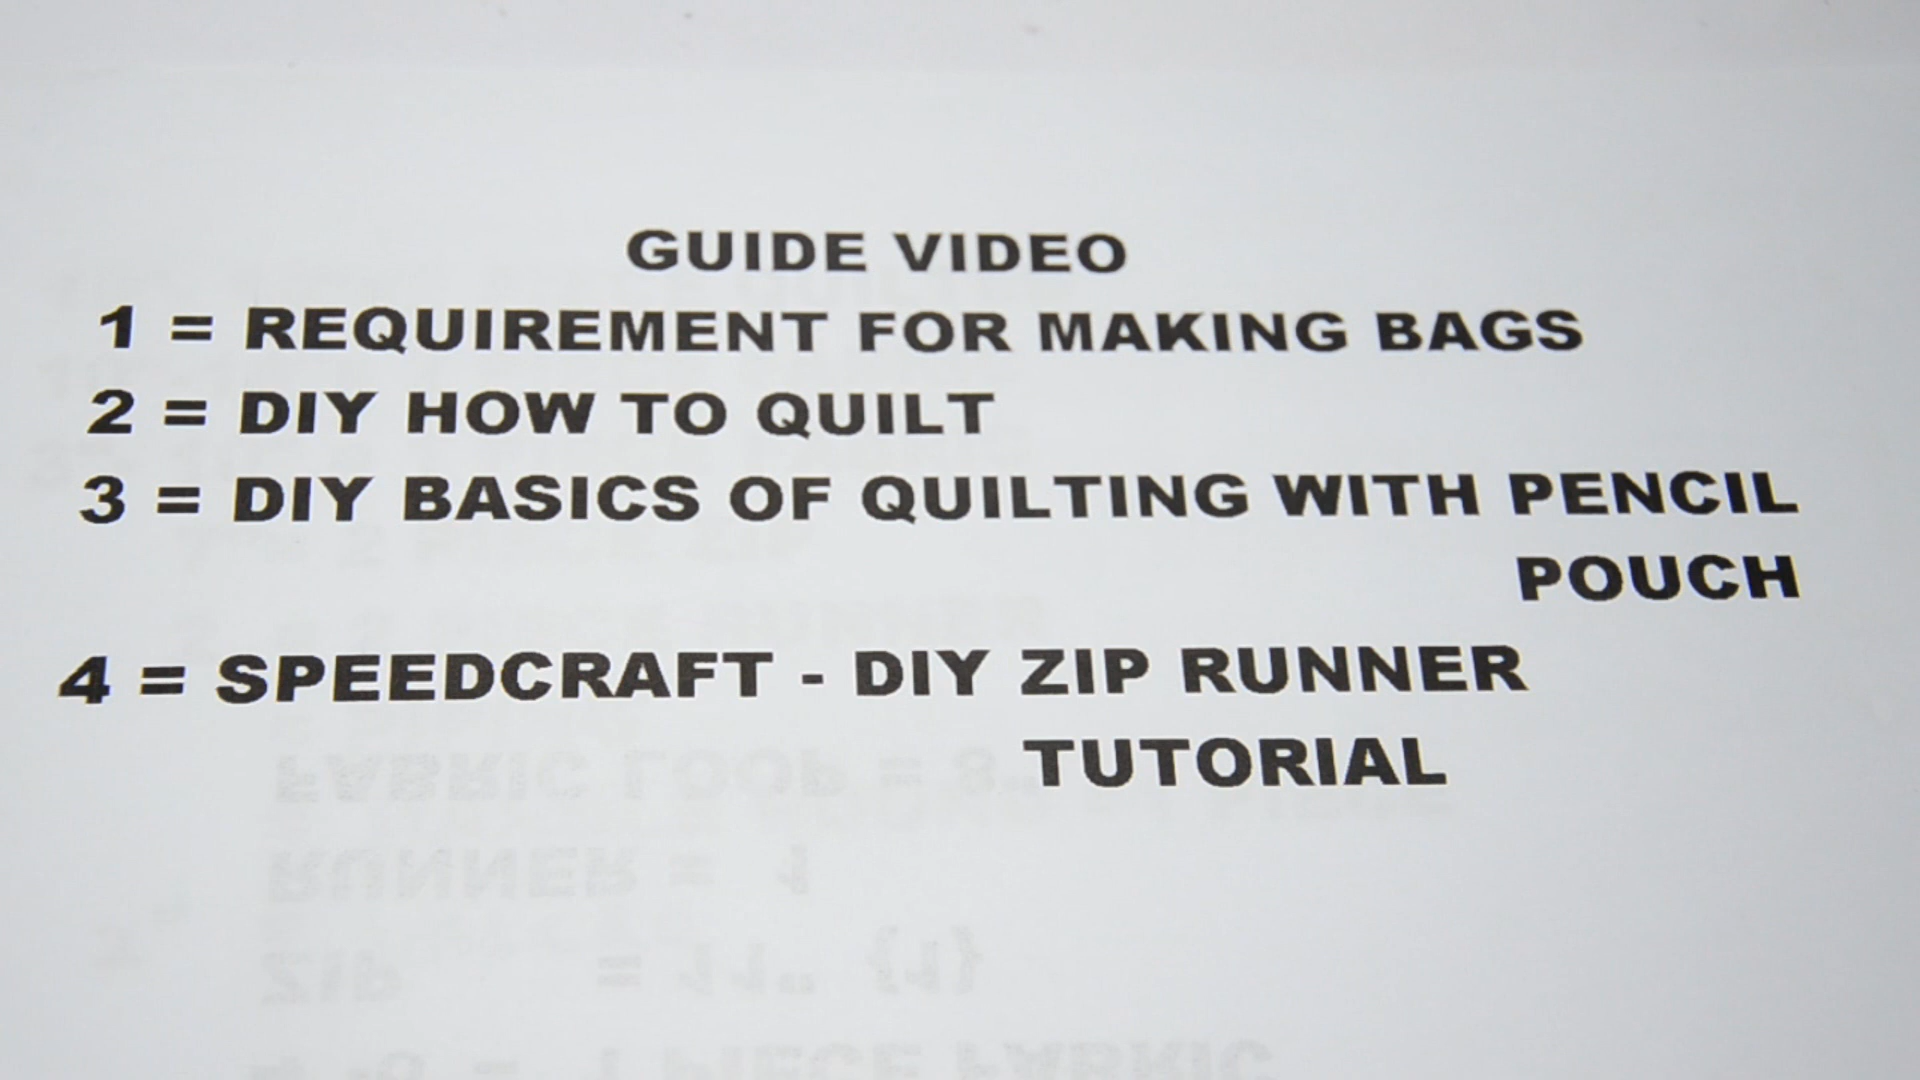 GUIDE VIDEO
1 = REQUIREMENT FOR MAKING BAGS
2 = DIY HOW TO QUILT
3 = DIY BASICS OF QUILTING WITH PENCIL
POUCH
4 = SPEEDCRAFT - DIY ZIP RUNNER
TUTORIAL